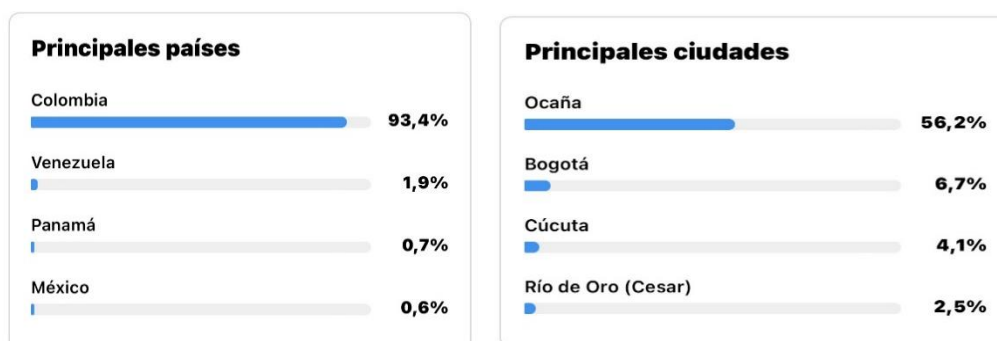 Principales países
Colombia
93,4%
Venezuela
1,9%
Panamá
0,7%
México
0,6%
Principales ciudades
Ocaña
56,2%
Bogotá
6,7%
Cúcuta
4,1%
Río de Oro (Cesar)
2,5%